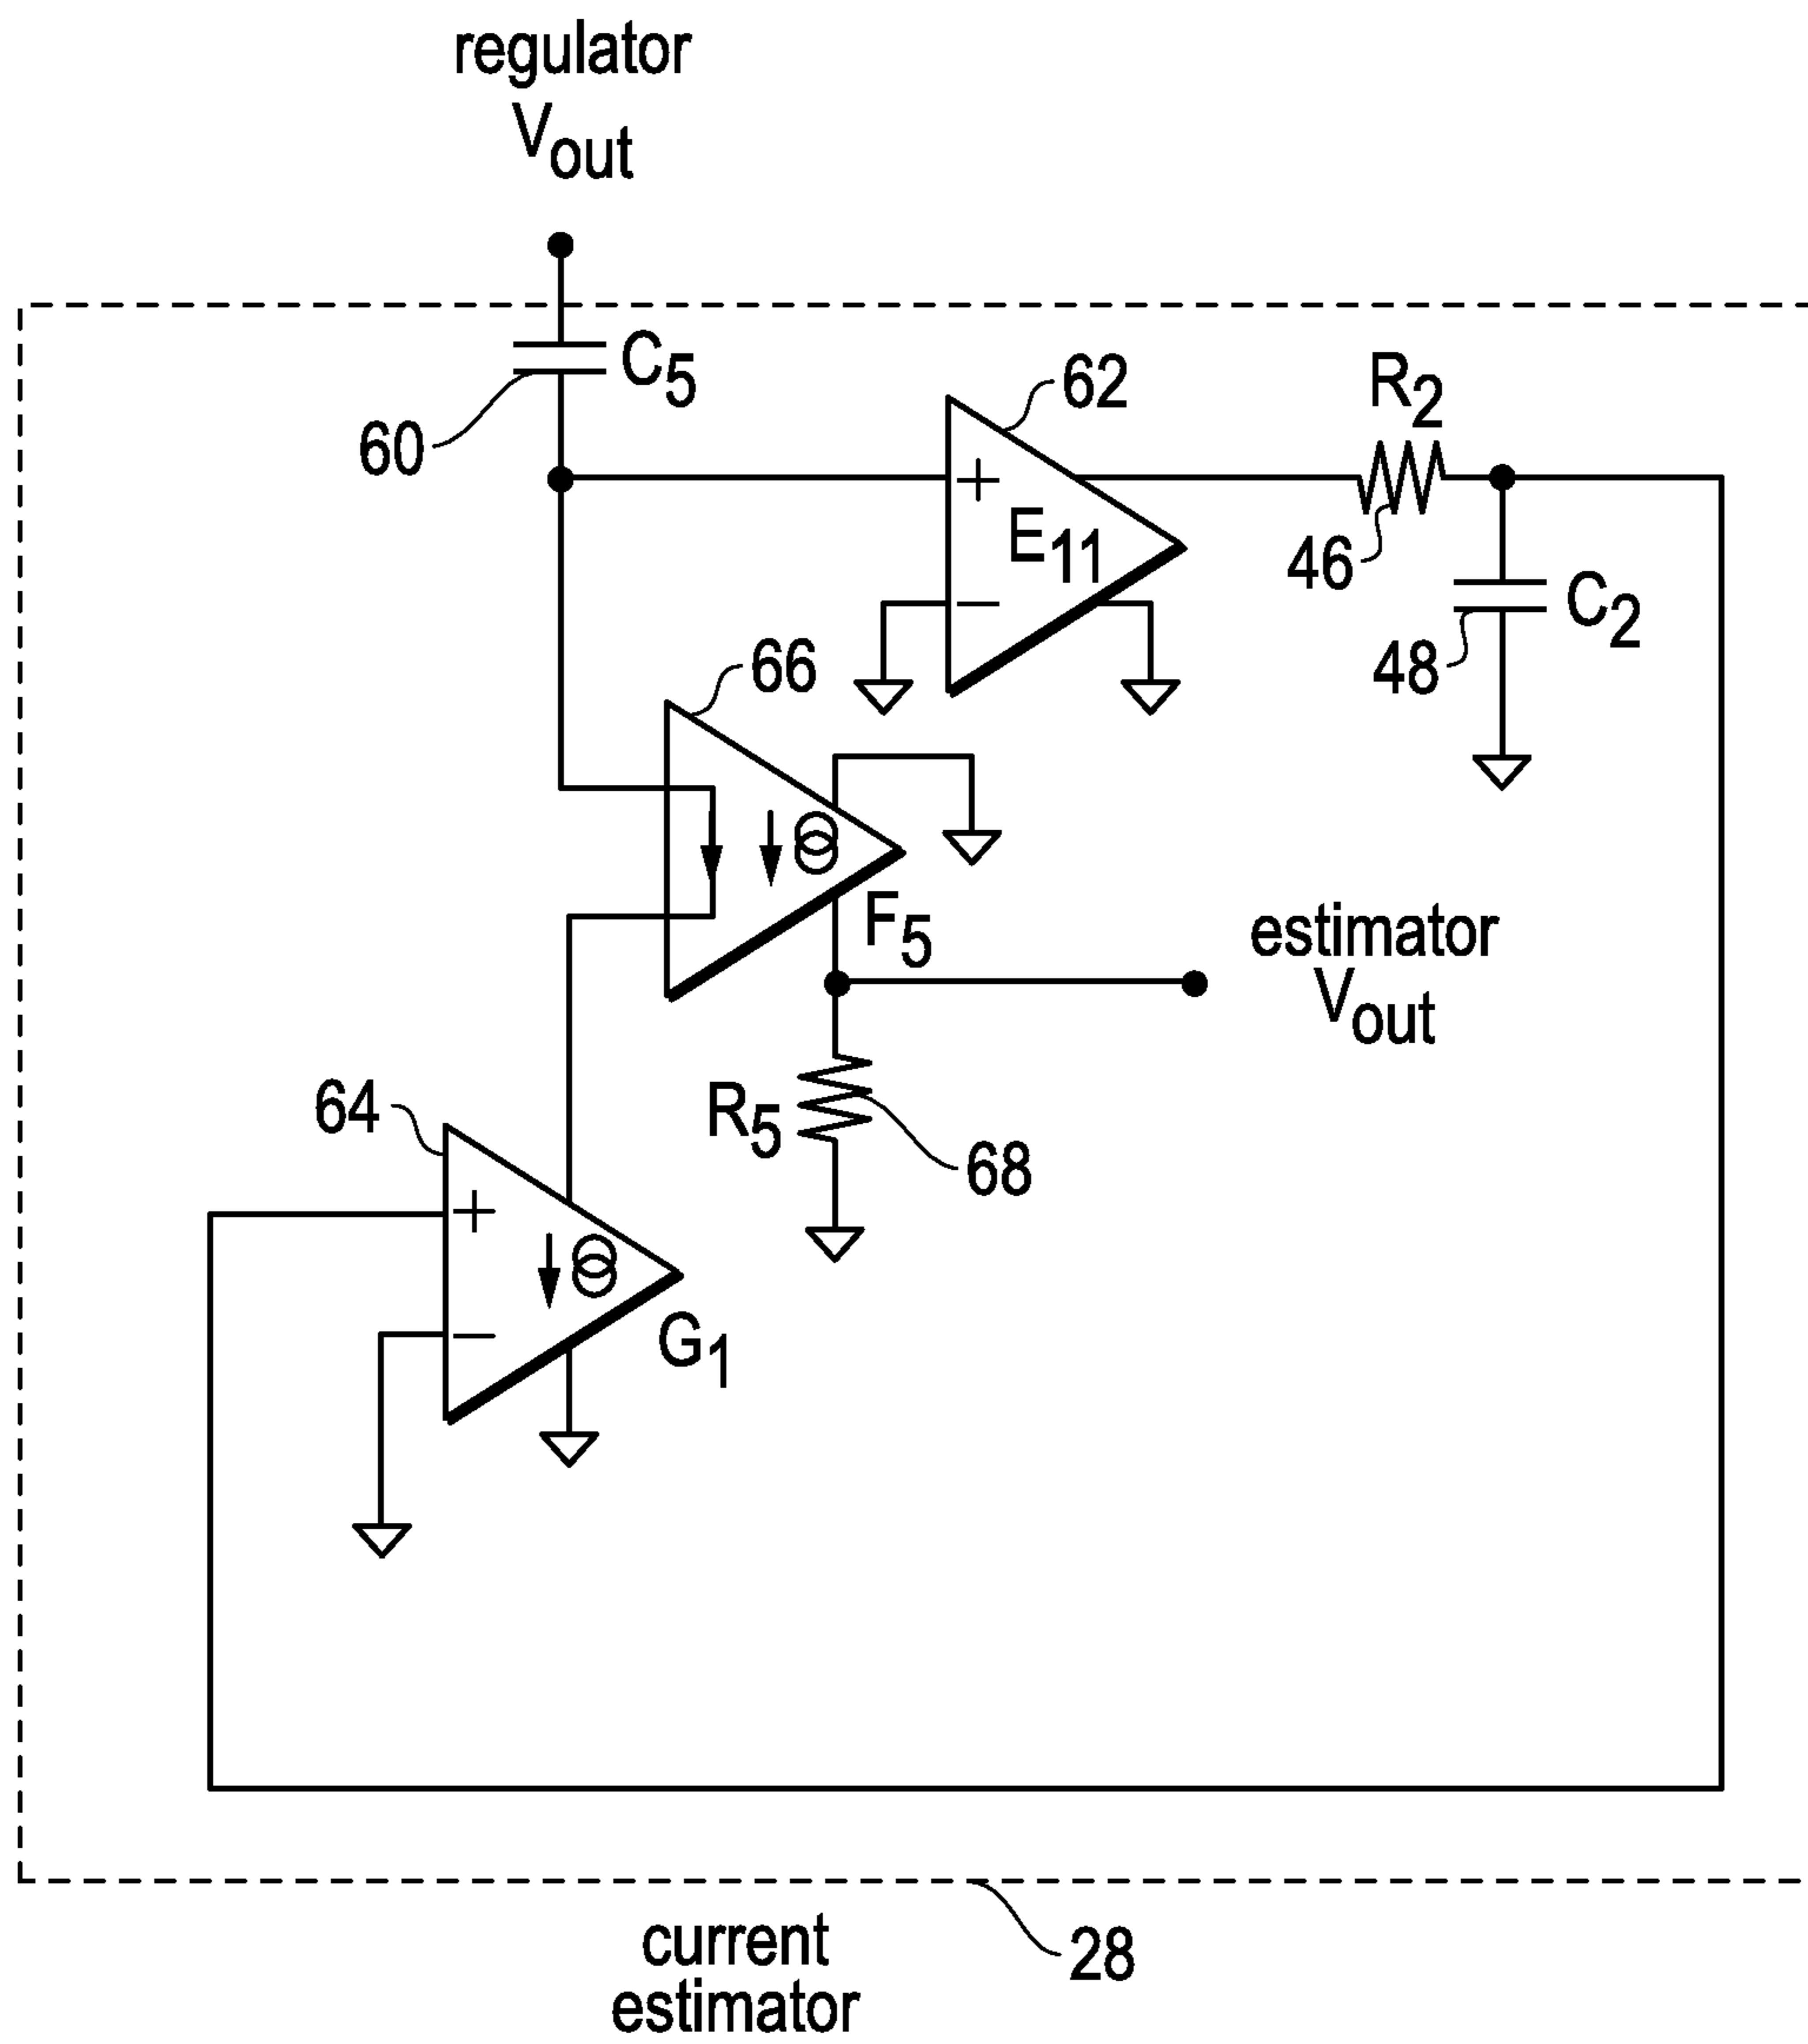 regulator
Vout
C5
60
62
R2
+
E11
−
46
C2
48
66
F5
estimator
Vout
64
R5
68
+
−
G1
current
estimator
28